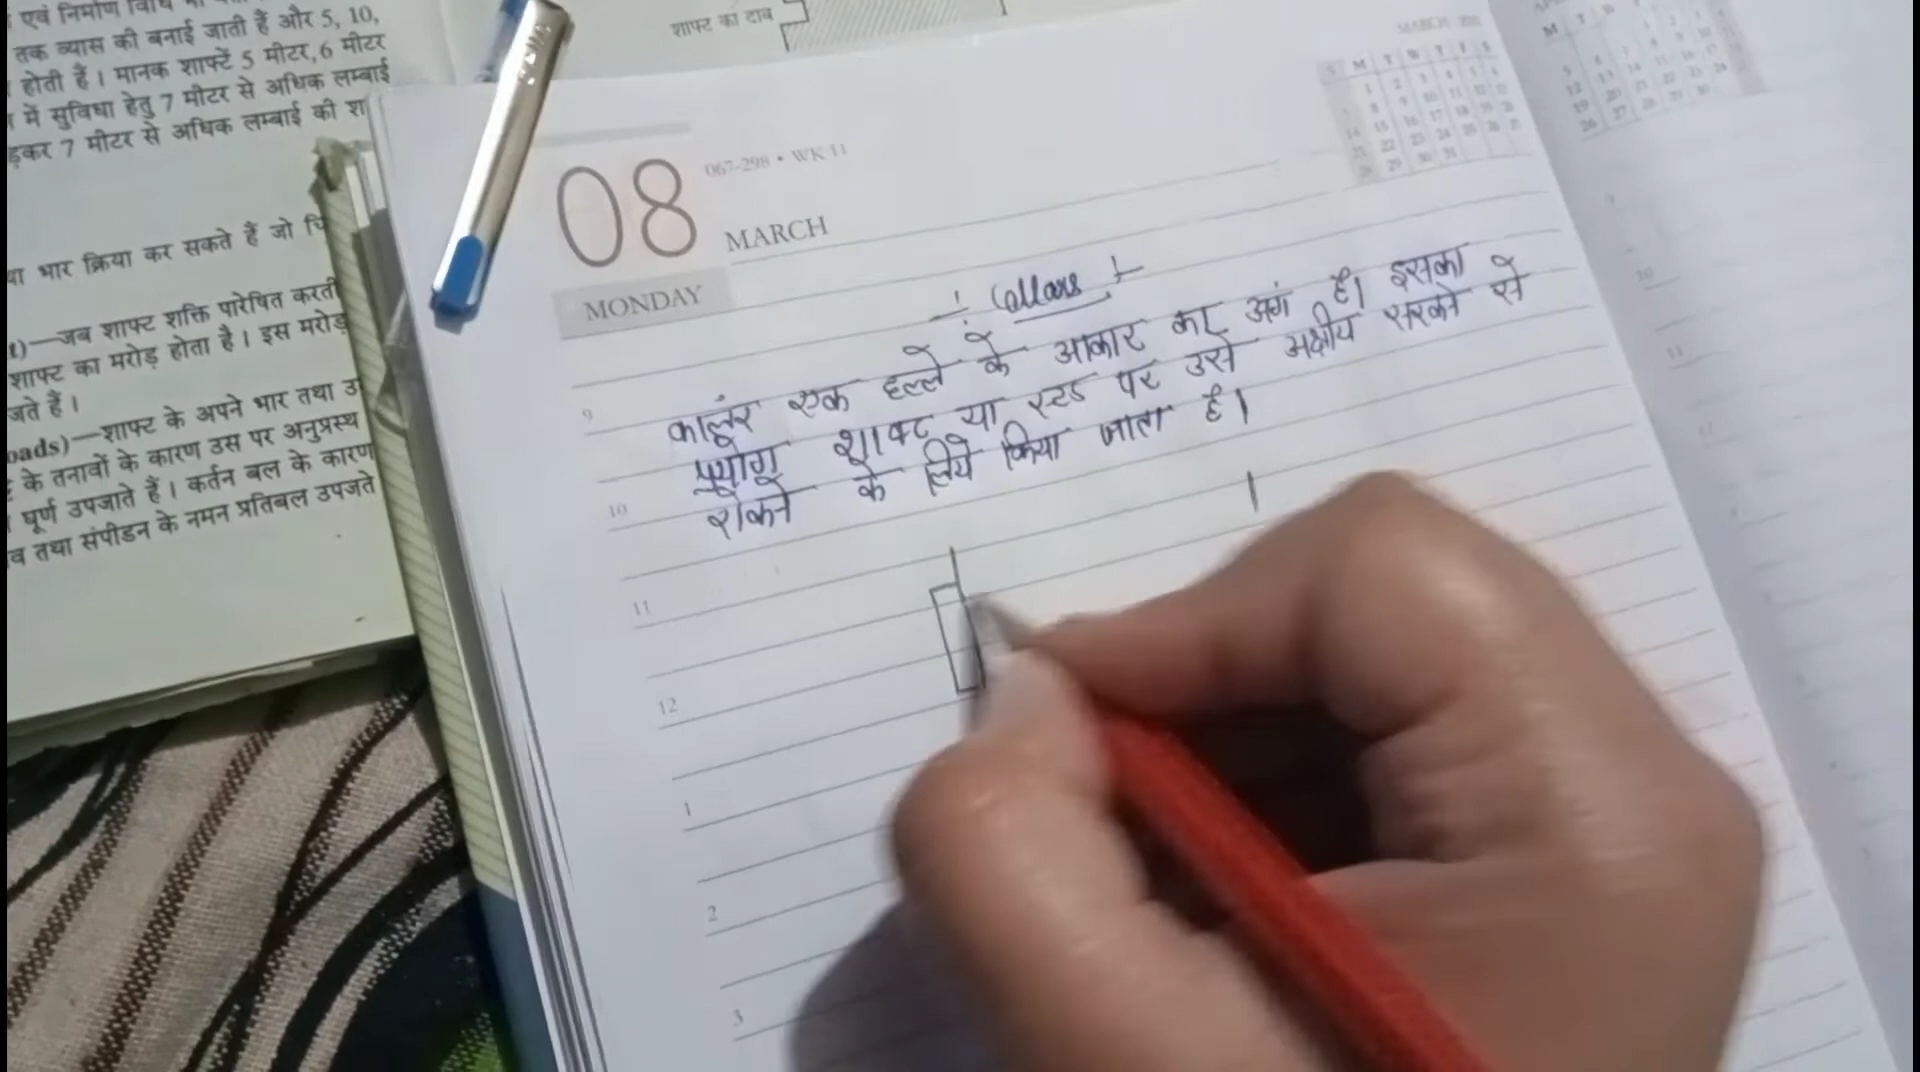 एवं निर्माण विधि
तक व्यास की बनाई जाती हैं और 5, 10,
होती हैं। मानक शाफ्टें 5 मीटर, 6 मीटर
में सुविधा हेतु 7 मीटर से अधिक लम्बाई
ड़कर 7 मीटर से अधिक लम्बाई की श
या भार क्रिया कर सकते हैं जो
t)—जब शाफ्ट शक्ति पारेषित करती
शाफ्ट का मरोड़ होता है। इस मरोड़
जते हैं।
oads)—शाफ्ट के अपने भार तथा उ
के तनावों के कारण उस पर अनुप्रस्थ
घूर्ण उपजाते हैं। कर्तन बल के कारण
व तथा संपीडन के नमन प्रतिबल उपजते
शाफ्ट का दाब
08
067-298 • WK 11
MARCH
MONDAY
MARCH
S M T W T F S
-: Collars :-
कालर एक छल्ले के आकार का अंग है। इसका
प्रयोग शाफ्ट या स्टड पर उसे अक्षीय सरकने से
रोकने के लिये किया जाता है।
9
10
11
12
1
2
3
M T W